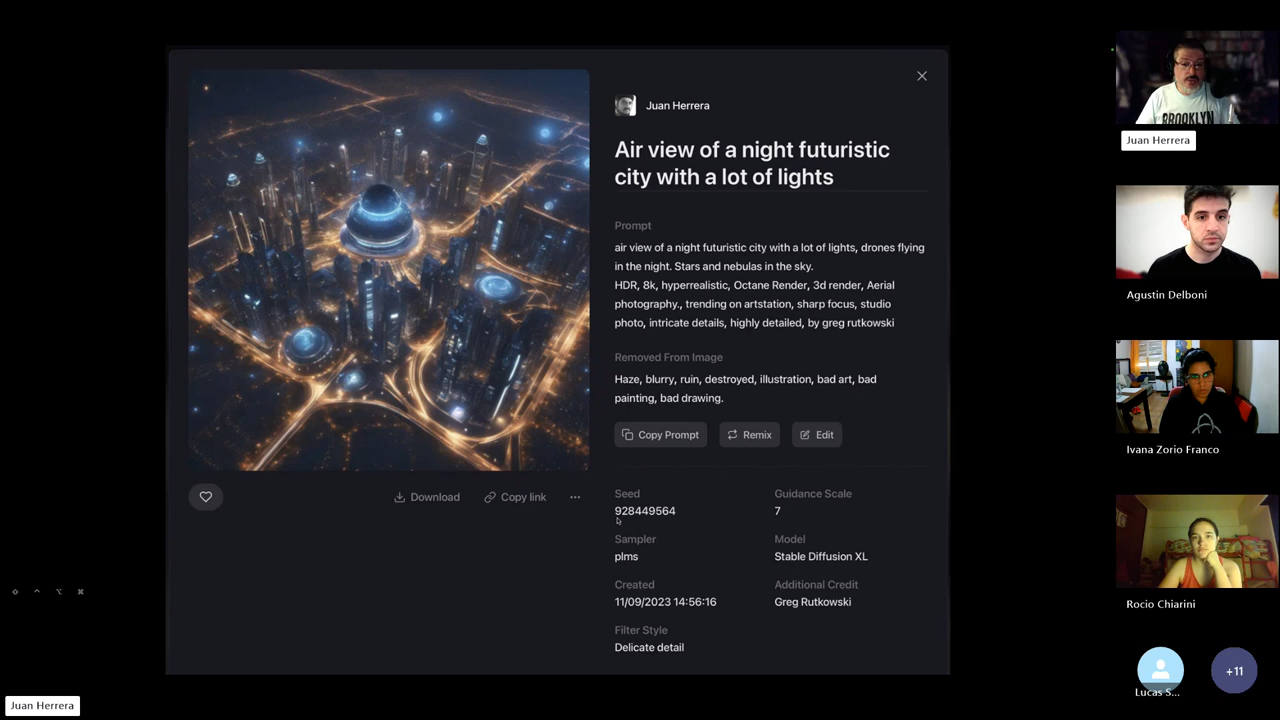 Juan Herrera
Air view of a night futuristic
city with a lot of lights
Prompt
air view of a night futuristic city with a lot of lights, drones flying
in the night. Stars and nebulas in the sky.
HDR, 8k, hyperrealistic, Octane Render, 3d render, Aerial
photography., trending on artstation, sharp focus, studio
photo, intricate details, highly detailed, by greg rutkowski
Removed From Image
Haze, blurry, ruin, destroyed, illustration, bad art, bad
painting, bad drawing.
Copy Prompt
Remix
Edit
Download
Copy link
Seed
928449564
Guidance Scale
7
Sampler
plms
Model
Stable Diffusion XL
Created
11/09/2023 14:56:16
Additional Credit
Greg Rutkowski
Filter Style
Delicate detail
BROOKLYN
Juan Herrera
Agustin Delboni
Ivana Zorio Franco
Rocio Chiarini
Lucas S...
+11
Juan Herrera